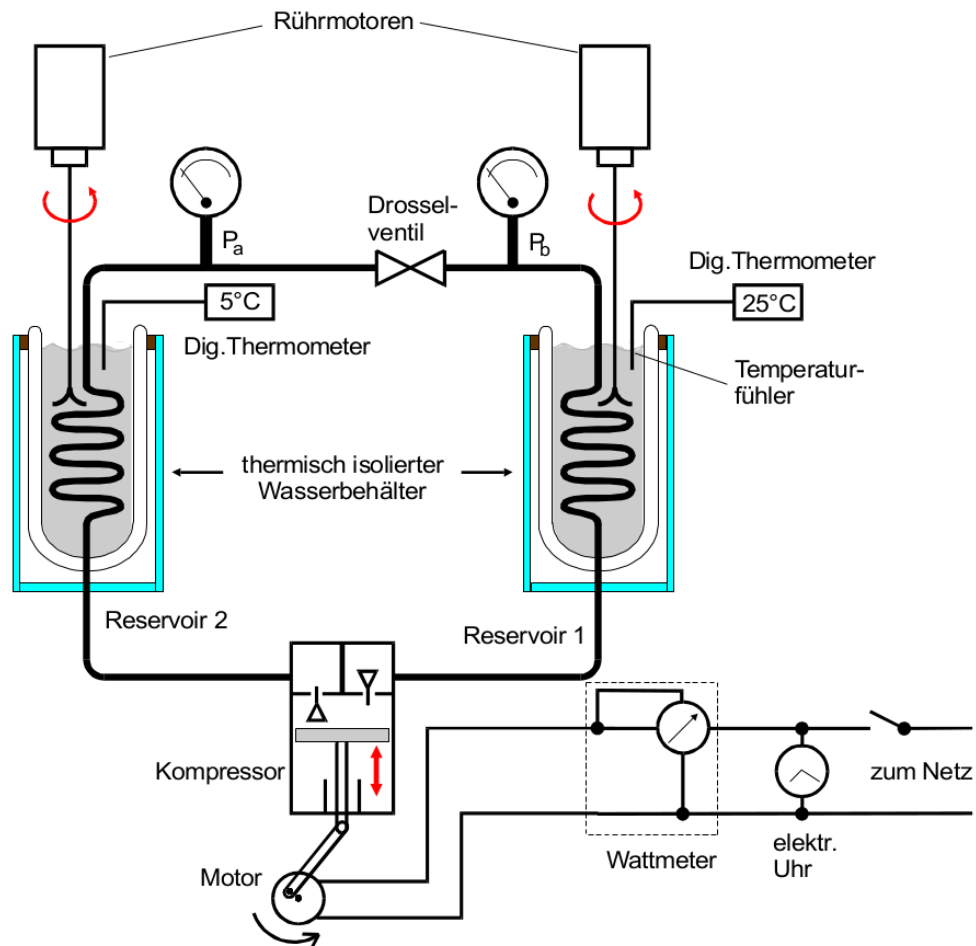 Rührmotoren
Drossel-
ventil
Pa
Pb
Dig.Thermometer
5°C
25°C
Dig.Thermometer
Temperatur-
fühler
thermisch isolierter
Wasserbehälter
Reservoir 2
Reservoir 1
Kompressor
zum Netz
Wattmeter
elektr.
Uhr
Motor